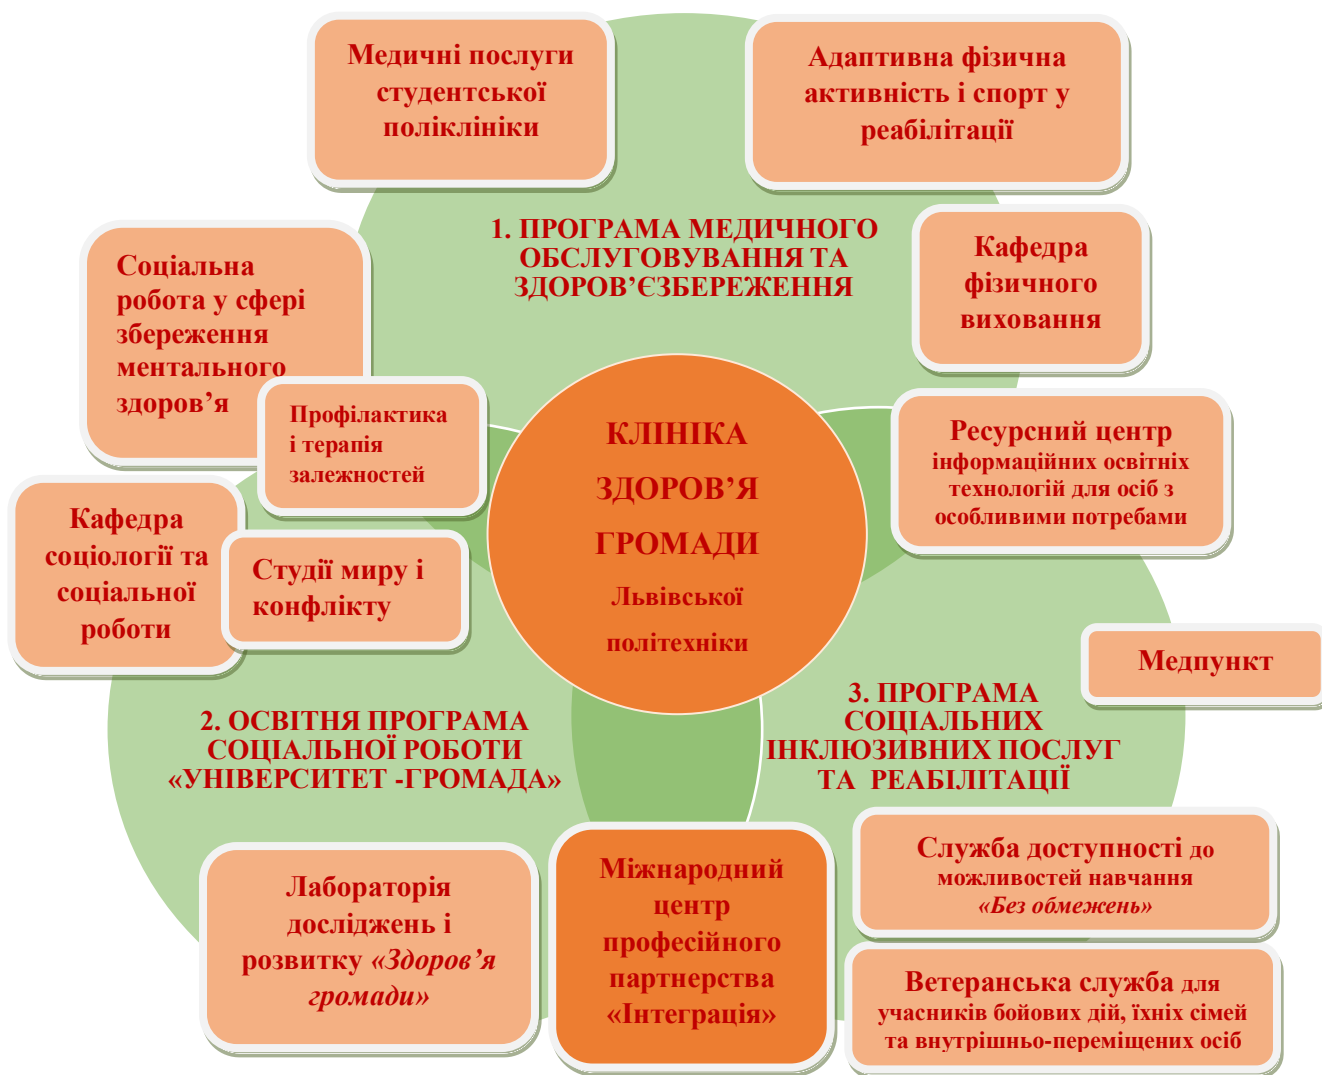 Медичні послуги
студентської
поліклініки
Адаптивна фізична
активність і спорт у
реабілітації
1. ПРОГРАМА МЕДИЧНОГО
ОБСЛУГОВУВАННЯ ТА
ЗДОРОВ’ЄЗБЕРЕЖЕННЯ
Кафедра
фізичного
виховання
Соціальна
робота у сфері
збереження
ментального
здоров’я
Профілактика
і терапія
залежностей
КЛІНІКА
ЗДОРОВ’Я
ГРОМАДИ
Львівської
політехніки
Ресурсний центр
інформаційних освітніх
технологій для осіб з
особливими потребами
Кафедра
соціології та
соціальної
роботи
Студії миру і
конфлікту
Медпункт
2. ОСВІТНЯ ПРОГРАМА
СОЦІАЛЬНОЇ РОБОТИ
«УНІВЕРСИТЕТ -ГРОМАДА»
3. ПРОГРАМА
СОЦІАЛЬНИХ
ІНКЛЮЗИВНИХ ПОСЛУГ
ТА РЕАБІЛІТАЦІЇ
Лабораторія
досліджень і
розвитку «Здоров’я
громади»
Міжнародний
центр
професійного
партнерства
«Інтеграція»
Служба доступності до
можливостей навчання
«Без обмежень»
Ветеранська служба для
учасників бойових дій, їхніх сімей
та внутрішньо-переміщених осіб